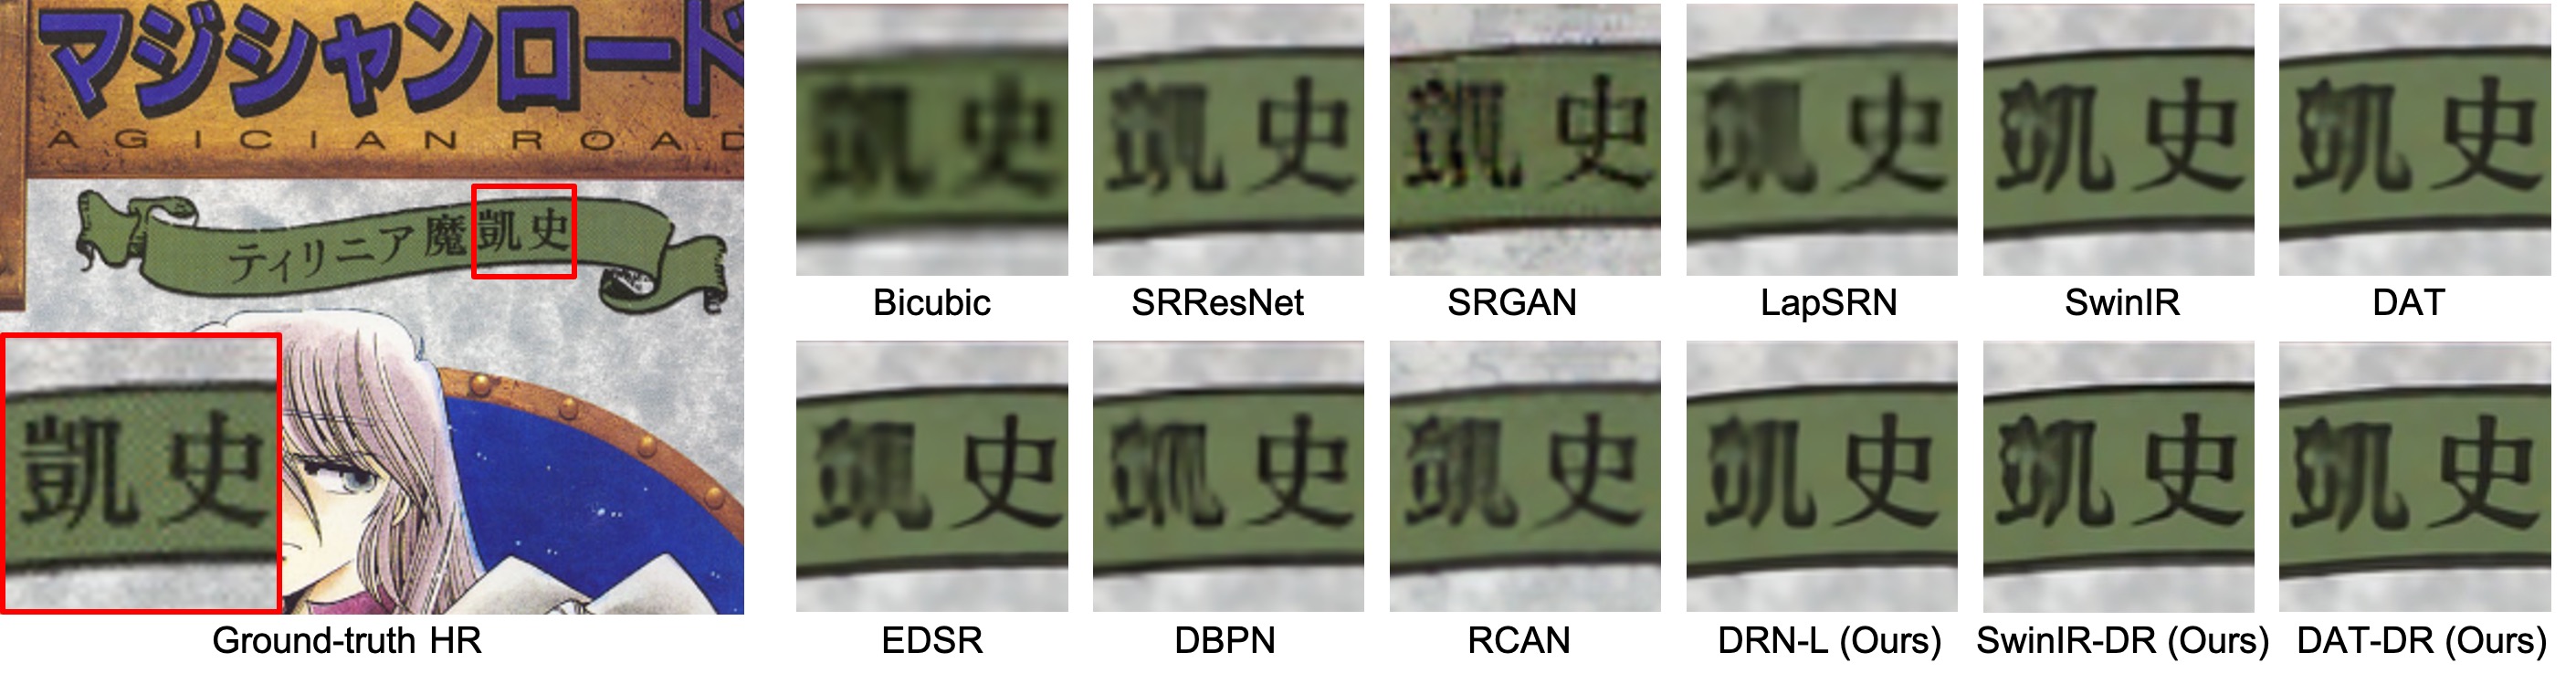 マジシャンロード
AGICIAN ROAD
ティリニア魔凱史
凱史
Ground-truth HR
凱史 凱史 凱史 凱史 凱史 凱史
Bicubic SRResNet SRGAN LapSRN SwinIR DAT
凱史 凱史 凱史 凱史 凱史 凱史
EDSR DBPN RCAN DRN-L (Ours) SwinIR-DR (Ours) DAT-DR (Ours)